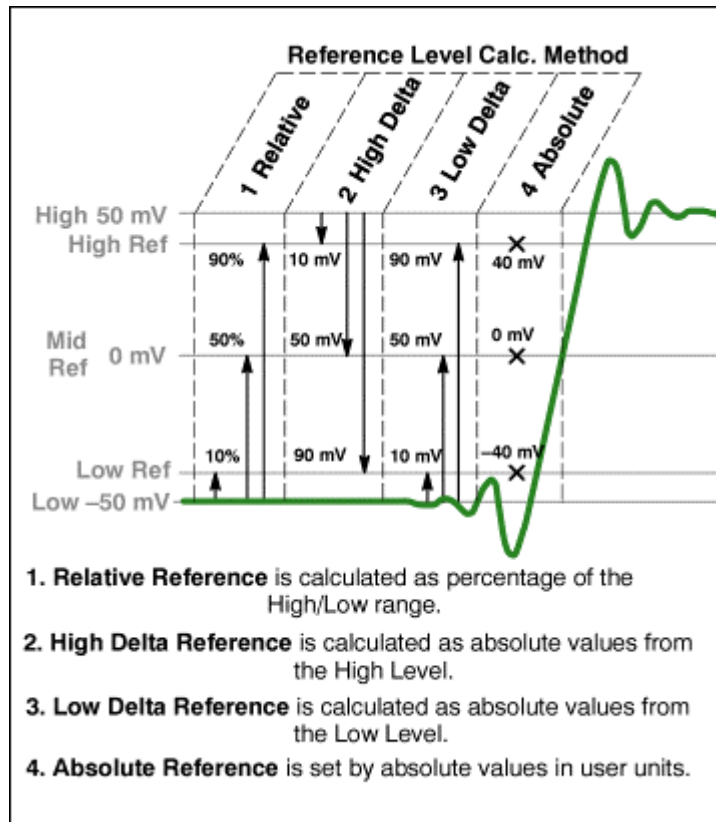 Reference Level Calc. Method
1 Relative
2 High Delta
3 Low Delta
4 Absolute
High 50 mV
High Ref
90%
10 mV
90 mV
40 mV
Mid
Ref
0 mV
50%
50 mV
50 mV
0 mV
Low Ref
10%
90 mV
10 mV
–40 mV
Low –50 mV
1. Relative Reference is calculated as percentage of the
High/Low range.
2. High Delta Reference is calculated as absolute values from
the High Level.
3. Low Delta Reference is calculated as absolute values from
the Low Level.
4. Absolute Reference is set by absolute values in user units.